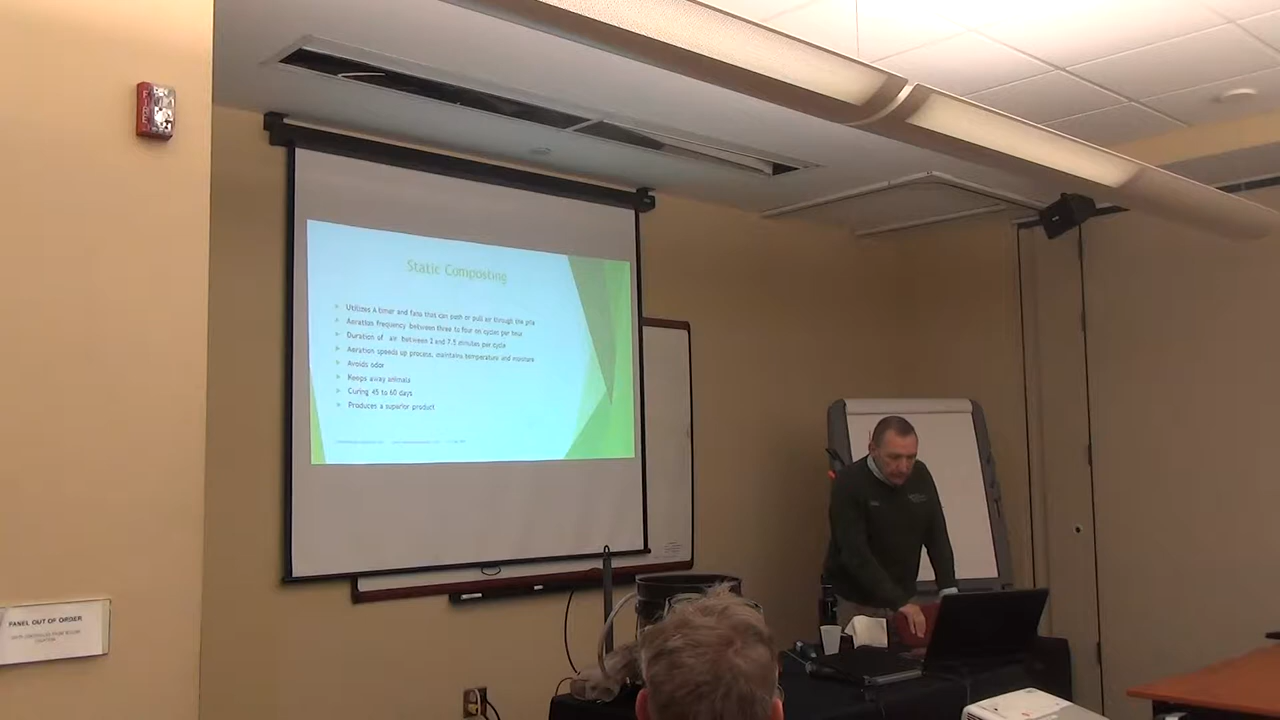 FIRE
Static Composting
Utilizes A timer and fans that can push or pull air through the pile
Aeration frequency between three to four on cycles per hour
Duration of air between 2 and 7.5 minutes per cycle
Aeration speeds up process, maintains temperature and moisture
Avoids odor
Keeps away animals
Curing 45 to 60 days
Produces a superior product
PANEL OUT OF ORDER